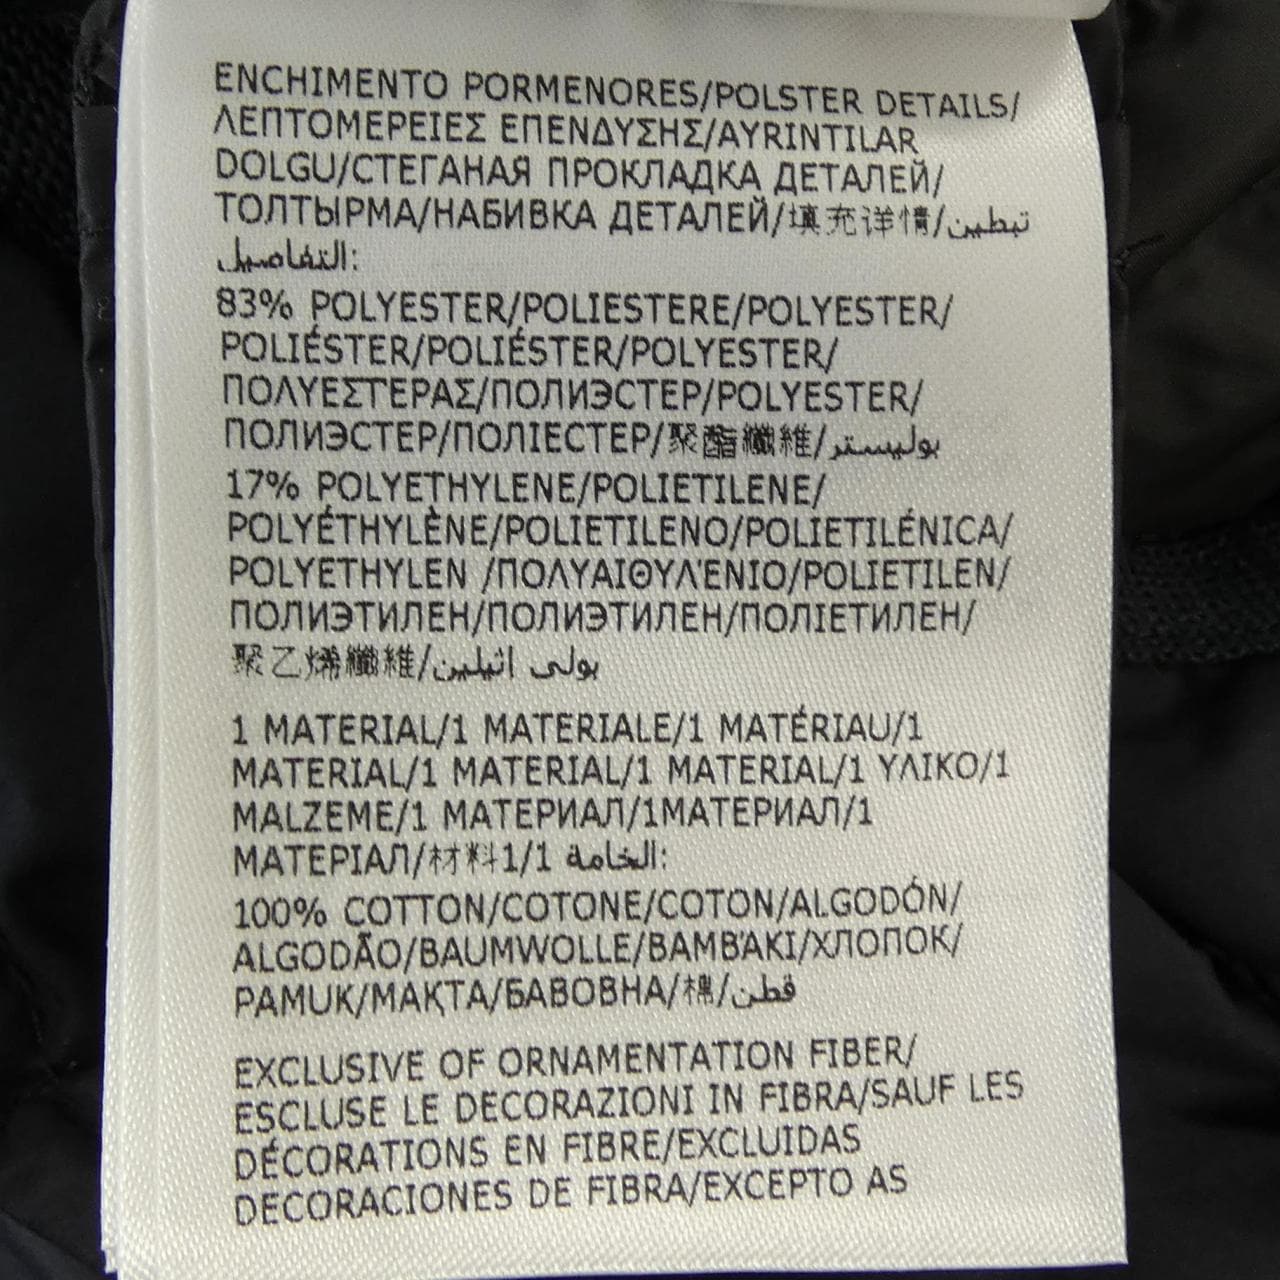 ENCHIMENTO PORMENORES/POLSTER DETAILS/
ΛΕΠΤΟΜΕΡΕΙΕΣ ΕΠΕΝΔΥΣΗΣ/AYRINTILAR
DOLGU/СТЕГАНАЯ ПРОКЛАДКА ДЕТАЛЕЙ/
ТОЛТЫРМА/НАБИВКА ДЕТАЛЕЙ/填充详情/تبطين
التفاصيل:
83% POLYESTER/POLIESTERE/POLYESTER/
POLIÉSTER/POLIÉSTER/POLYESTER/
ΠΟΛΥΕΣΤΕΡΑΣ/ПОЛИЭСТЕР/POLYESTER/
ПОЛИЭСТЕР/ПОЛІЕСТЕР/聚酯纖維/بوليستر
17% POLYETHYLENE/POLIETILENE/
POLYÉTHYLÈNE/POLIETILENO/POLIETILÉNICA/
POLYETHYLEN /ΠΟΛΥΑΙΘΥΛΈΝΙΟ/POLIETILEN/
ПОЛИЭТИЛЕН/ПОЛИЭТИЛЕН/ПОЛІЕТИЛЕН/
聚乙烯纖維/بولى اثيلين
1 MATERIAL/1 MATERIALE/1 MATÉRIAU/1
MATERIAL/1 MATERIAL/1 MATERIAL/1 ΥΛΙΚΟ/1
MALZEME/1 МАТЕРИАЛ/1МАТЕРИАЛ/1
МАТЕРІАЛ/材料1/1 الخامة:
100% COTTON/COTONE/COTON/ALGODÓN/
ALGODÃO/BAUMWOLLE/ΒΑΜΒΆΚΙ/ХЛОПОК/
PAMUK/МАҚТА/БАВОВНА/棉/قطن
EXCLUSIVE OF ORNAMENTATION FIBER/
ESCLUSE LE DECORAZIONI IN FIBRA/SAUF LES
DÉCORATIONS EN FIBRE/EXCLUIDAS
DECORACIONES DE FIBRA/EXCEPTO AS